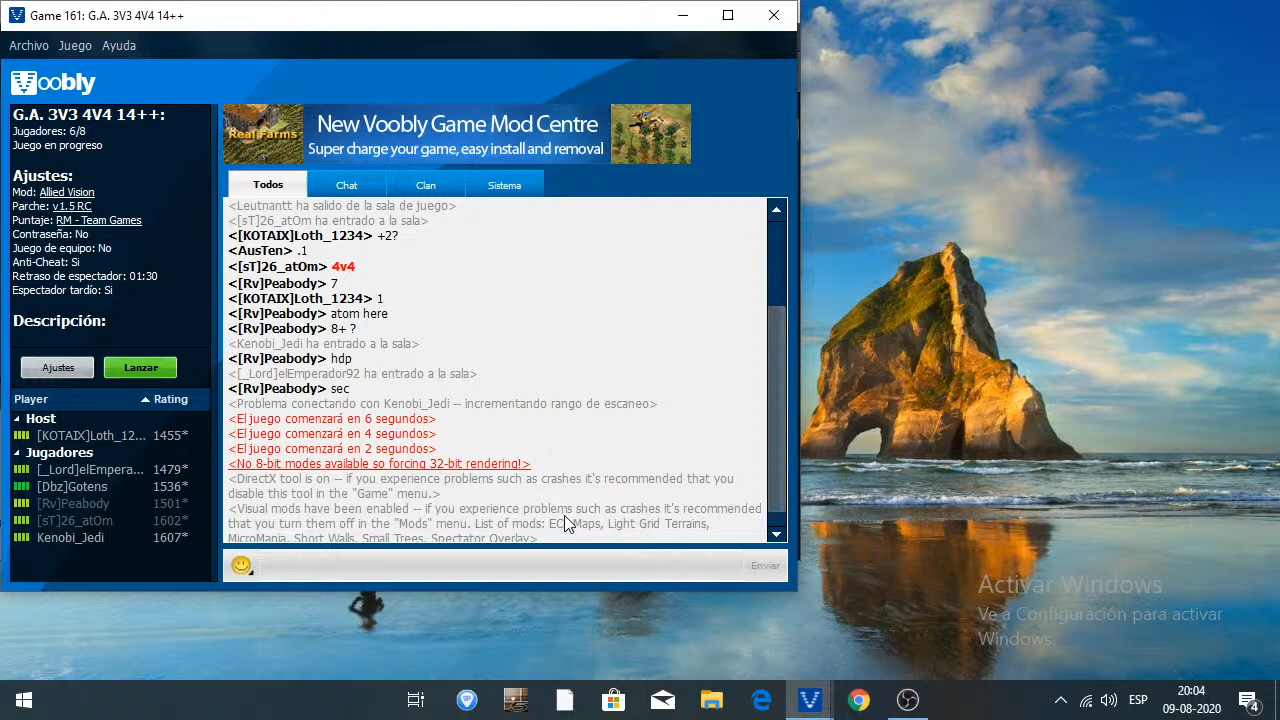 Game 161: G.A. 3V3 4V4 14++
Archivo Juego Ayuda
Voobly
G.A. 3V3 4V4 14++:
Jugadores: 6/8
Juego en progreso
Ajustes:
Mod: Allied Vision
Parche: v1.5 RC
Puntaje: RM - Team Games
Contraseña: No
Juego de equipo: No
Anti-Cheat: Si
Retraso de espectador: 01:30
Espectador tardío: Si
Descripción:
Ajustes Lanzar
Player Rating
Host
[KOTAIX]Loth_12... 1455*
Jugadores
[_Lord]elEmpera... 1479*
[Dbz]Gotens 1536*
[Rv]Peabody 1501*
[sT]26_atOm 1602*
Kenobi_Jedi 1607*
Real Farms
New Voobly Game Mod Centre
Super charge your game, easy install and removal
Todos Chat Clan Sistema
<Leutnantt ha salido de la sala de juego>
<[sT]26_atOm ha entrado a la sala>
<[KOTAIX]Loth_1234> +2?
<AusTen> .1
<[sT]26_atOm> 4v4
<[Rv]Peabody> 7
<[KOTAIX]Loth_1234> 1
<[Rv]Peabody> atom here
<[Rv]Peabody> 8+ ?
<Kenobi_Jedi ha entrado a la sala>
<[Rv]Peabody> hdp
<[_Lord]elEmperador92 ha entrado a la sala>
<[Rv]Peabody> sec
<Problema conectando con Kenobi_Jedi -- incrementando rango de escaneo>
<El juego comenzará en 6 segundos>
<El juego comenzará en 4 segundos>
<El juego comenzará en 2 segundos>
<No 8-bit modes available so forcing 32-bit rendering!>
<DirectX tool is on -- if you experience problems such as crashes it's recommended that you
disable this tool in the "Game" menu.>
<Visual mods have been enabled -- if you experience problems such as crashes it's recommended
that you turn them off in the "Mods" menu. List of mods: Maps, Light Grid Terrains,
MicroMania, Short Walls, Small Trees, Spectator Overlay>
Enviar
Activar Windows
Ve a Configuración para activar
Windows.
ESP
20:04
09-08-2020
4